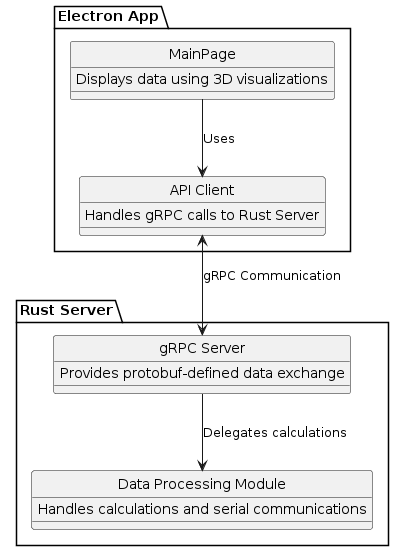 Electron App
MainPage
Displays data using 3D visualizations
Uses
API Client
Handles gRPC calls to Rust Server
gRPC Communication
Rust Server
gRPC Server
Provides protobuf-defined data exchange
Delegates calculations
Data Processing Module
Handles calculations and serial communications